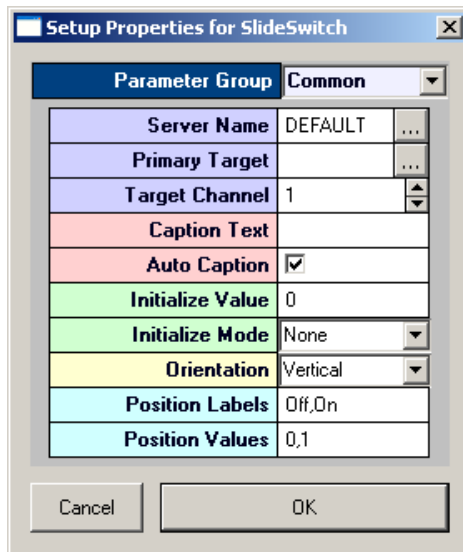 Setup Properties for SlideSwitch
Parameter Group Common
Server Name DEFAULT ...
Primary Target ...
Target Channel 1
Caption Text
Auto Caption
Initialize Value 0
Initialize Mode None
Orientation Vertical
Position Labels Off,On
Position Values 0,1
Cancel OK